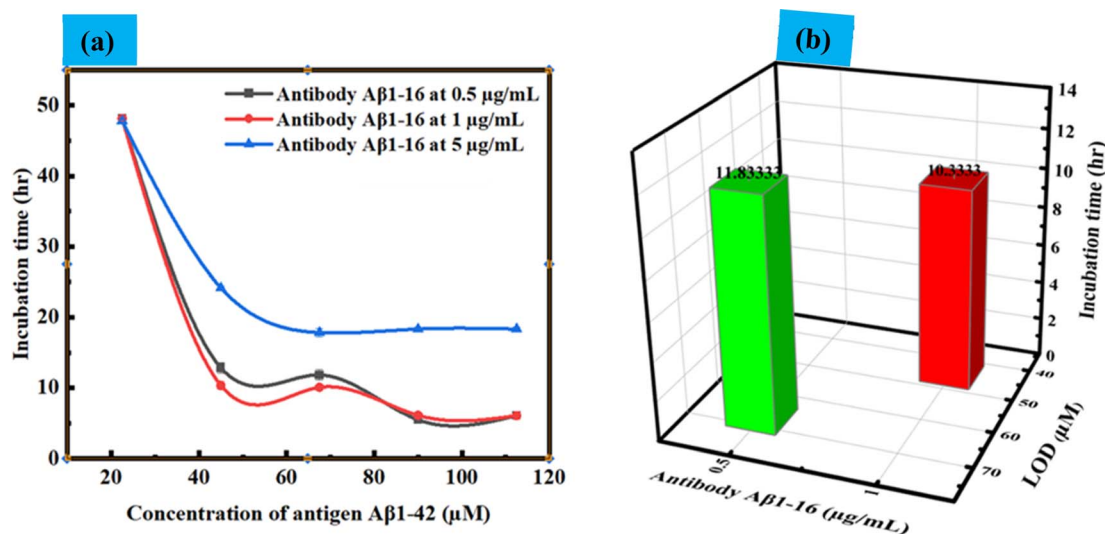 (a)
50
40
30
20
10
0
Incubation time (hr)
Antibody Aβ1-16 at 0.5 µg/mL
Antibody Aβ1-16 at 1 µg/mL
Antibody Aβ1-16 at 5 µg/mL
20 40 60 80 100 120
Concentration of antigen Aβ1-42 (µM)
(b)
11.83333
10.3333
14
12
10
8
6
4
2
0
Incubation time (hr)
40
50
60
70
LOD (µM)
0.5
1
Antibody Aβ1-16 (µg/mL)